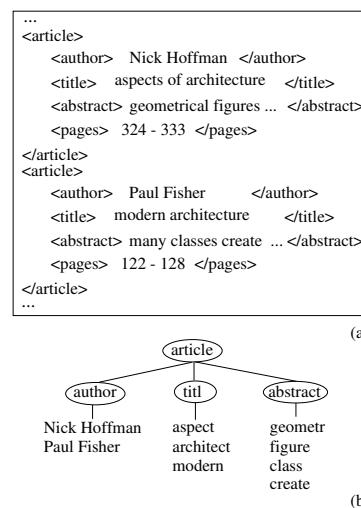 ...
<article>
<author> Nick Hoffman </author>
<title> aspects of architecture </title>
<abstract> geometrical figures ... </abstract>
<pages> 324 - 333 </pages>
</article>
<article>
<author> Paul Fisher </author>
<title> modern architecture </title>
<abstract> many classes create ... </abstract>
<pages> 122 - 128 </pages>
</article>
...
(a
article
author titl abstract
Nick Hoffman aspect geometr
Paul Fisher architect figure
modern class
create
(b